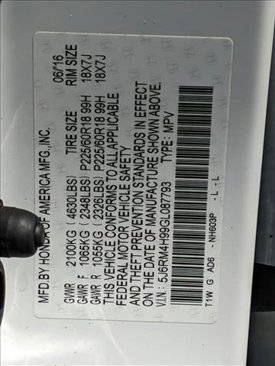 MFD.BY HONDA OF AMERICA MFG.,INC. 06/16
TIRE SIZE RIM SIZE
GVWR 2100KG (4630LBS)
GAWR F 1065KG (2348LBS) P225/60R18 99H 18X7J
GAWR R 1055KG (2326LBS) P225/60R18 99H 18X7J
THIS VEHICLE CONFORMS TO ALL APPLICABLE
FEDERAL MOTOR VEHICLE SAFETY
AND THEFT PREVENTION STANDARDS IN EFFECT
ON THE DATE OF MANUFACTURE SHOWN ABOVE.
5J6RM4H99GL087793 TYPE: MPV
T1W G AD6 NH603P - L - L